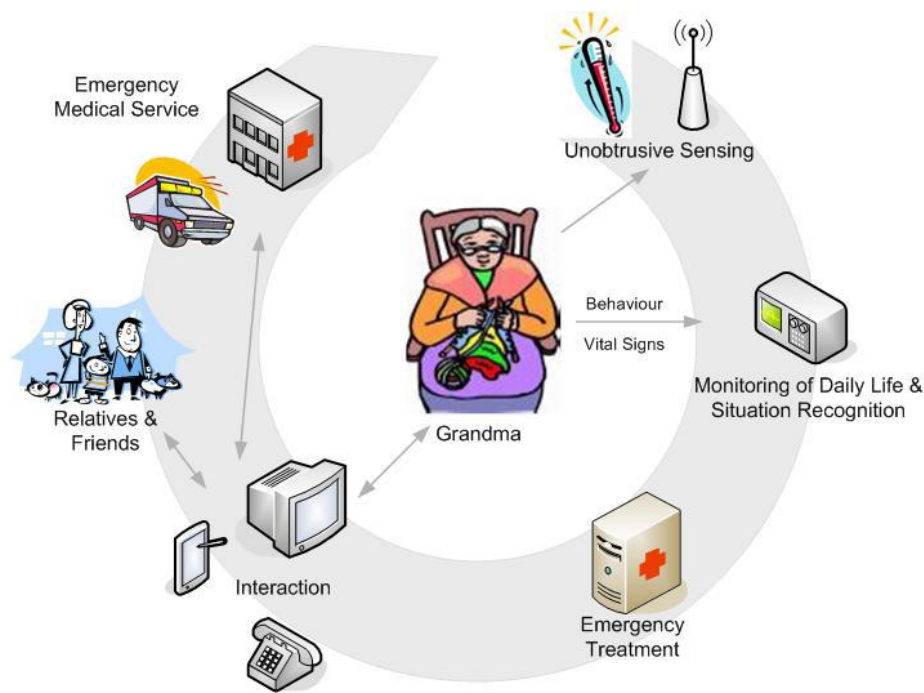 Emergency
Medical Service
Unobtrusive Sensing
Behaviour
Vital Signs
Monitoring of Daily Life &
Situation Recognition
Relatives &
Friends
Grandma
Interaction
Emergency
Treatment